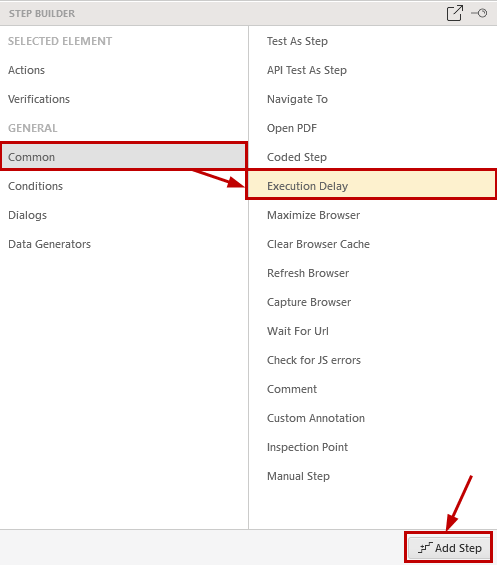 STEP BUILDER
SELECTED ELEMENT
Actions
Verifications
GENERAL
Common
Conditions
Dialogs
Data Generators
Test As Step
API Test As Step
Navigate To
Open PDF
Coded Step
Execution Delay
Maximize Browser
Clear Browser Cache
Refresh Browser
Capture Browser
Wait For Url
Check for JS errors
Comment
Custom Annotation
Inspection Point
Manual Step
Add Step